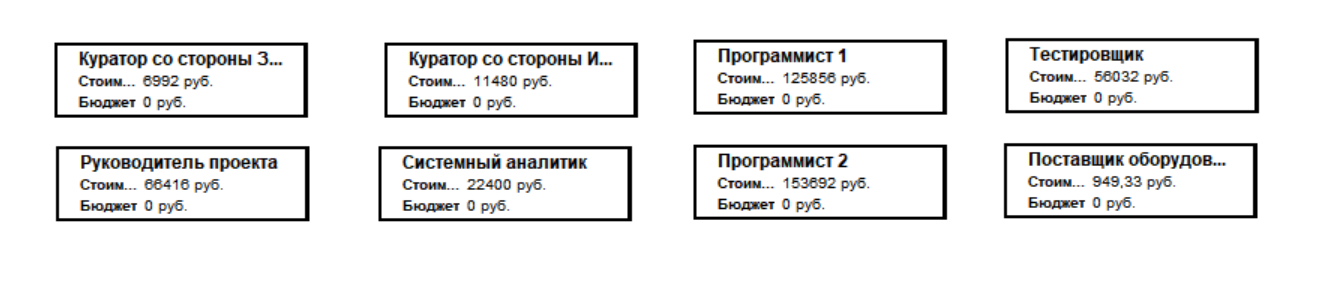 Куратор со стороны З...
Стоим... 6992 руб.
Бюджет 0 руб.
Куратор со стороны И...
Стоим... 11480 руб.
Бюджет 0 руб.
Программист 1
Стоим... 125856 руб.
Бюджет 0 руб.
Тестировщик
Стоим... 56032 руб.
Бюджет 0 руб.
Руководитель проекта
Стоим... 66416 руб.
Бюджет 0 руб.
Системный аналитик
Стоим... 22400 руб.
Бюджет 0 руб.
Программист 2
Стоим... 153692 руб.
Бюджет 0 руб.
Поставщик оборудов...
Стоим... 949,33 руб.
Бюджет 0 руб.